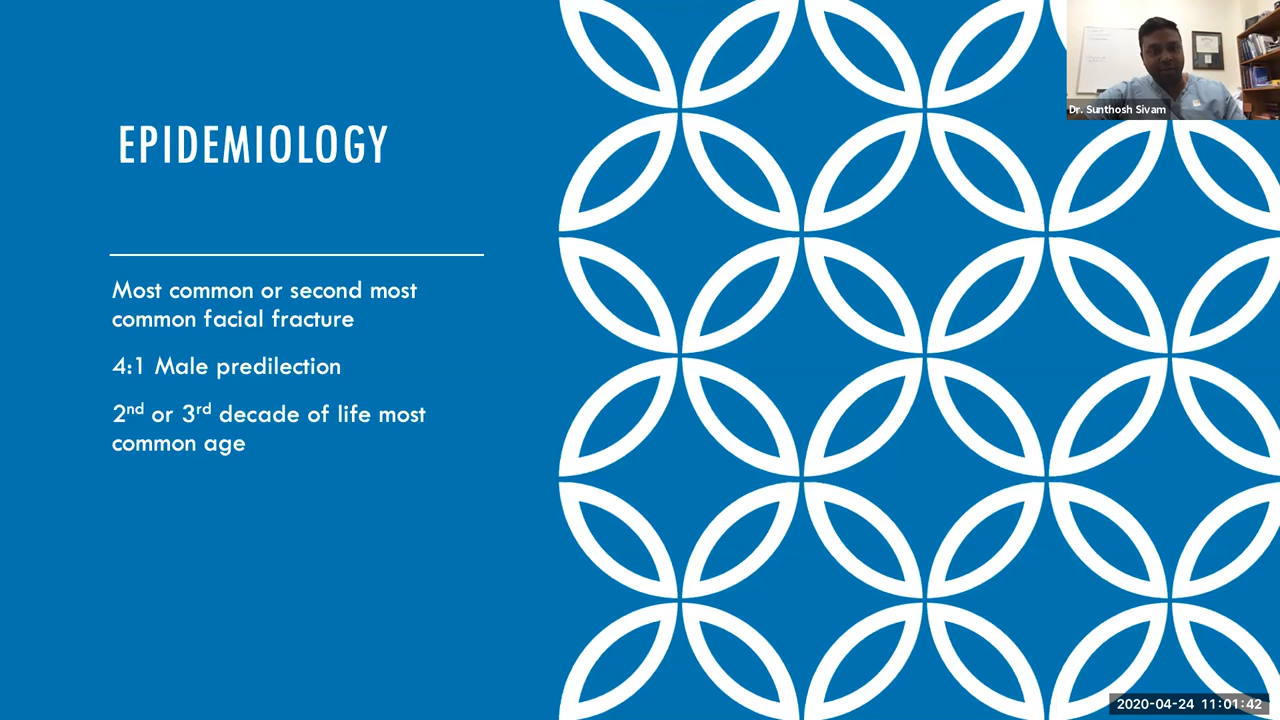 EPIDEMIOLOGY
Most common or second most
common facial fracture
4:1 Male predilection
2nd or 3rd decade of life most
common age
Dr. Sunthosh Sivam
2020-04-24 11:01:42